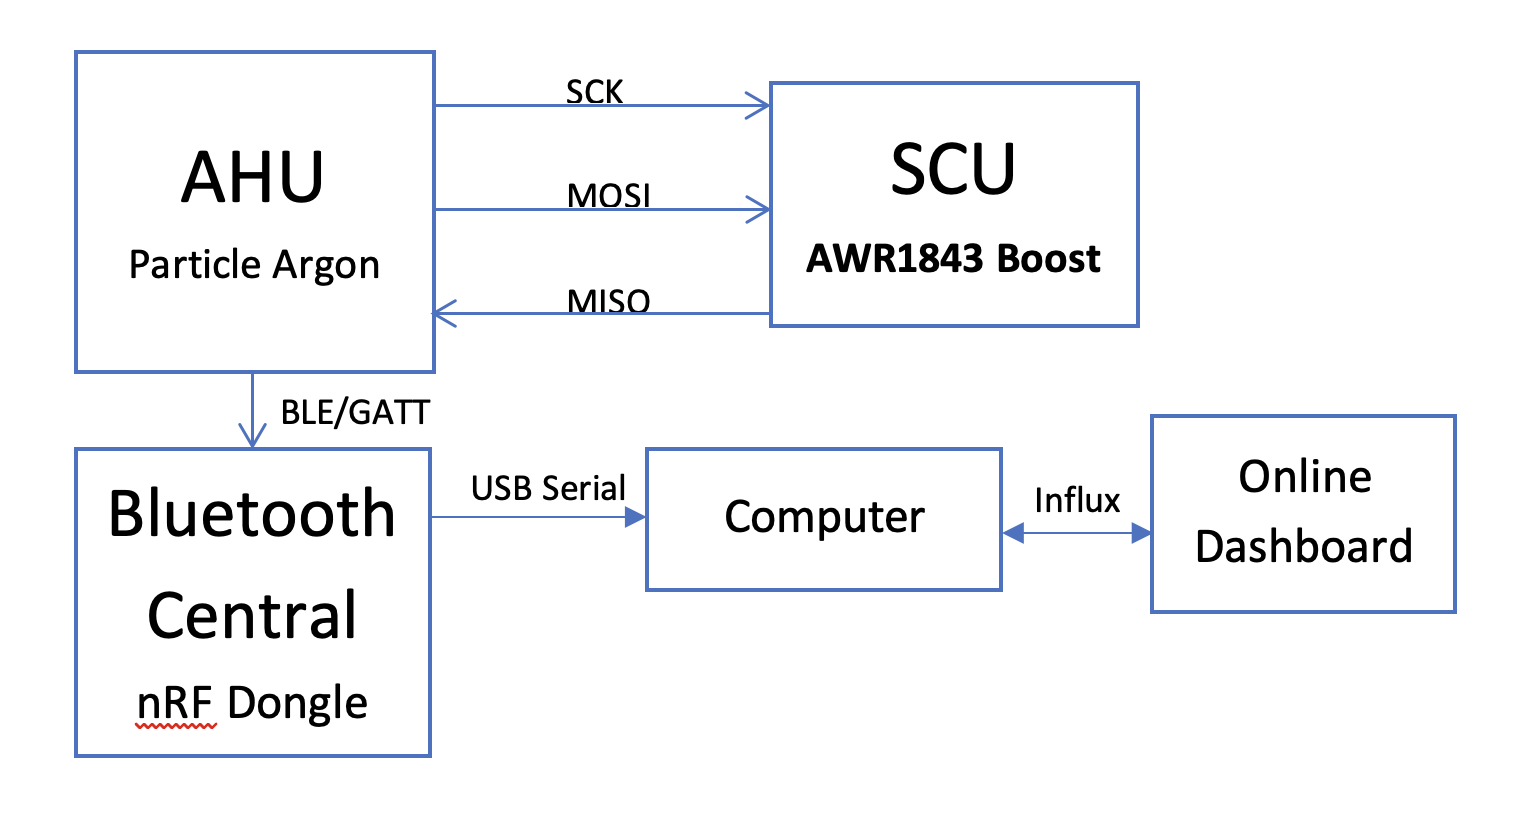 AHU
Particle Argon
SCK
MOSI
MISO
SCU
AWR1843 Boost
BLE/GATT
Bluetooth
Central
nRF Dongle
USB Serial
Computer
Influx
Online
Dashboard